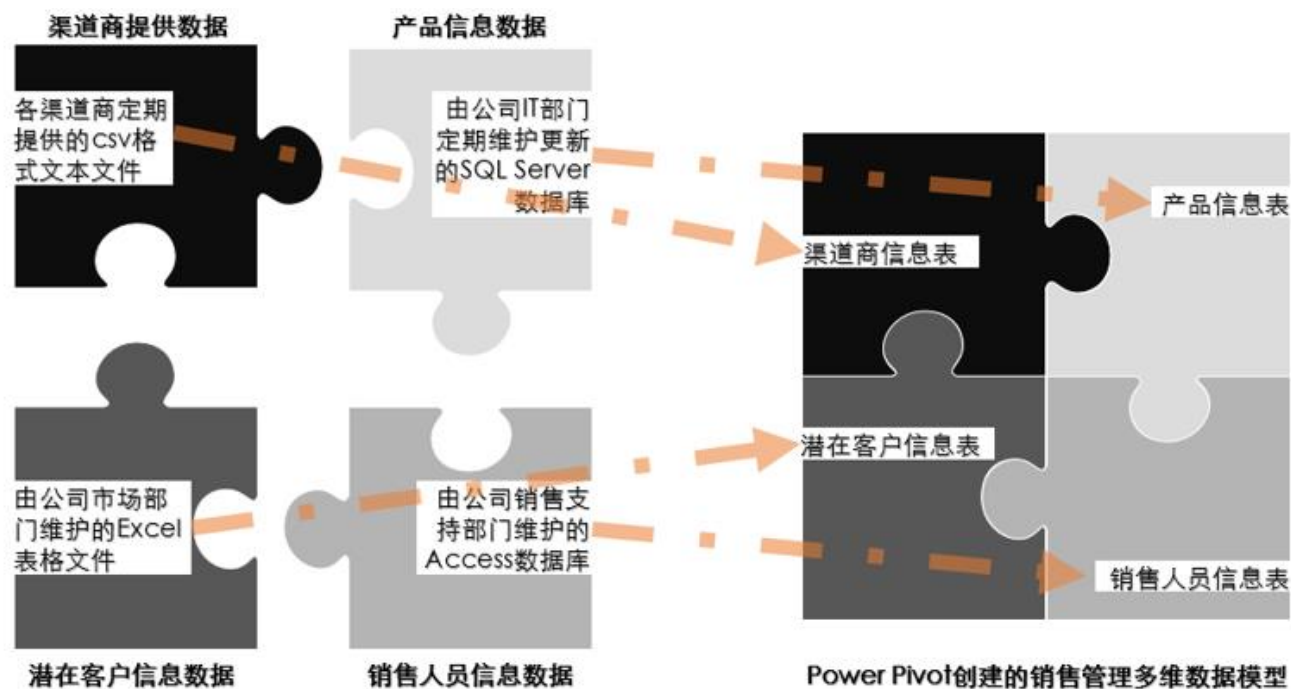 渠道商提供数据
产品信息数据
各渠道商定期
提供的csv格
式文本文件
由公司IT部门
定期维护更新
的SQL Server
数据库
产品信息表
渠道商信息表
潜在客户信息表
由公司市场部
门维护的Excel
表格文件
由公司销售支
持部门维护的
Access数据库
销售人员信息表
潜在客户信息数据
销售人员信息数据
Power Pivot创建的销售管理多维数据模型